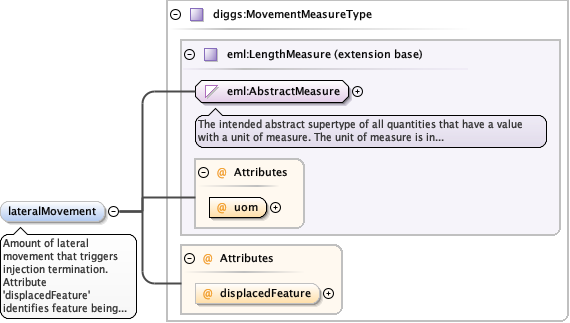 diggs:MovementMeasureType
eml:LengthMeasure (extension base)
eml:AbstractMeasure
The intended abstract supertype of all quantities that have a value
with a unit of measure. The unit of measure is in...
@ Attributes
@ uom
lateralMovement
Amount of lateral
movement that triggers
injection termination.
Attribute
'displacedFeature'
identifies feature being...
@ Attributes
@ displacedFeature